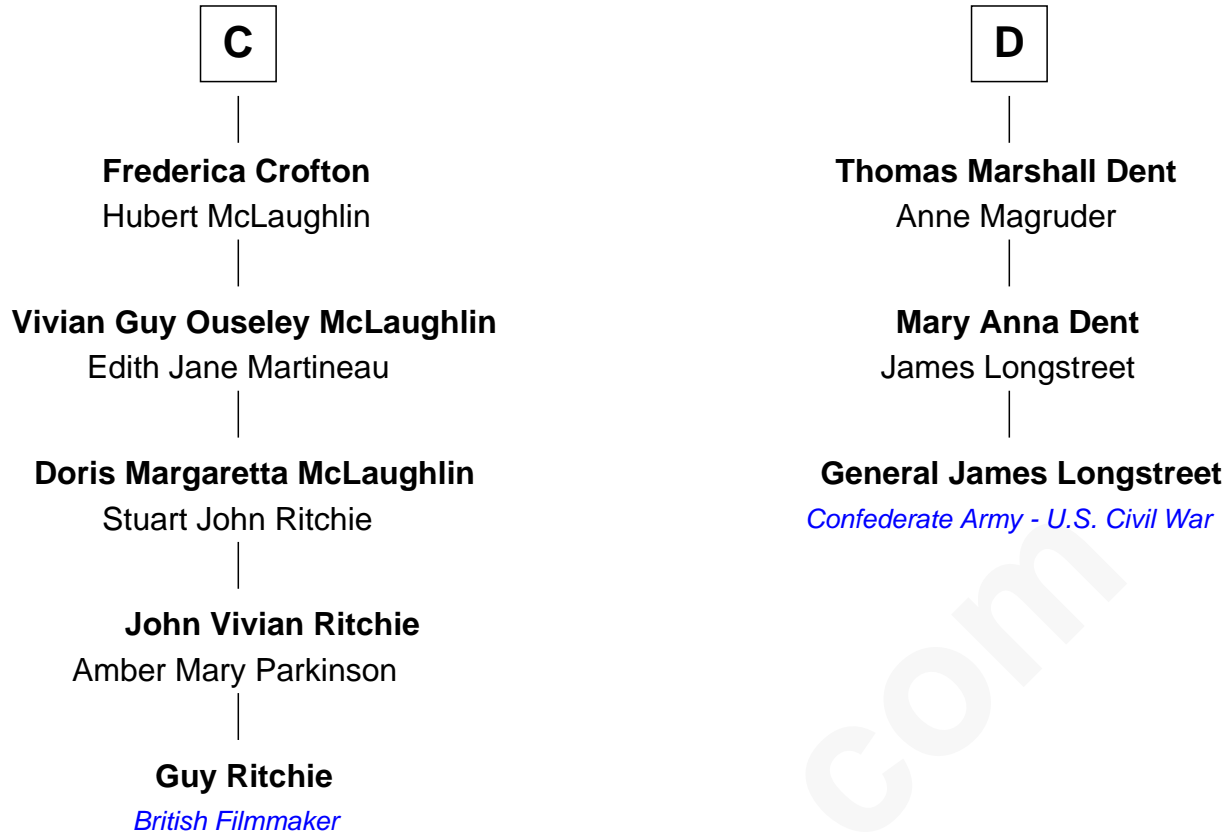 C
Frederica Crofton
Hubert McLaughlin
Vivian Guy Ouseley McLaughlin
Edith Jane Martineau
Doris Margaretta McLaughlin
Stuart John Ritchie
John Vivian Ritchie
Amber Mary Parkinson
Guy Ritchie
British Filmmaker
D
Thomas Marshall Dent
Anne Magruder
Mary Anna Dent
James Longstreet
General James Longstreet
Confederate Army - U.S. Civil War
com